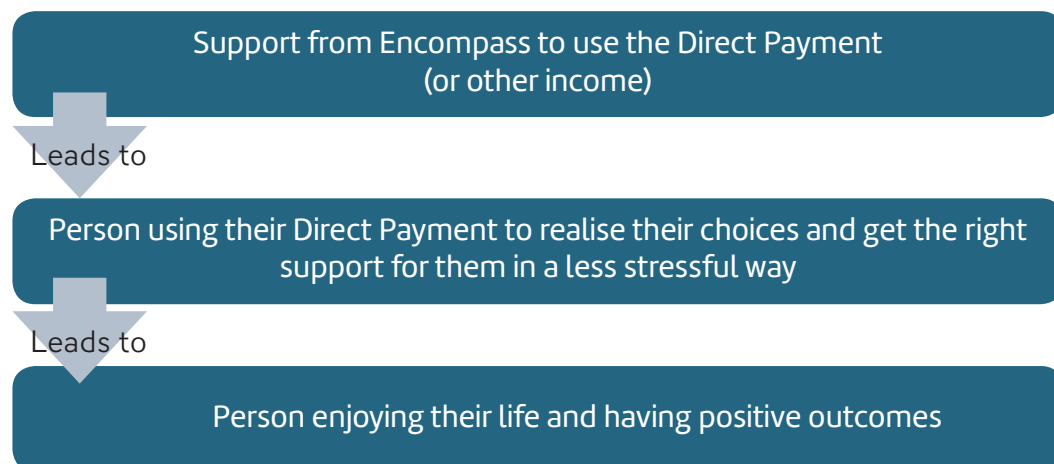 Support from Encompass to use the Direct Payment
(or other income)
Leads to
Person using their Direct Payment to realise their choices and get the right
support for them in a less stressful way
Leads to
Person enjoying their life and having positive outcomes